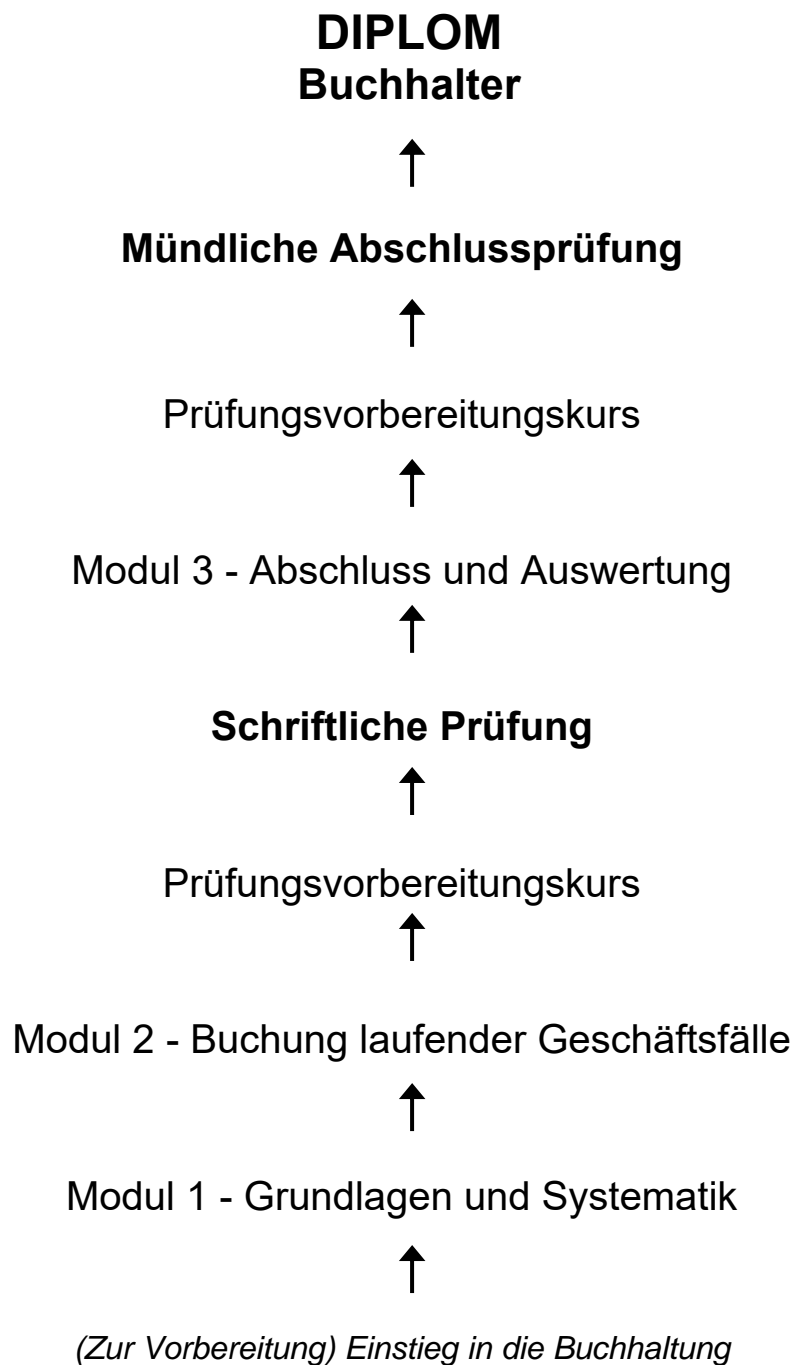 DIPLOM
Buchhalter
Mündliche Abschlussprüfung
Prüfungsvorbereitungskurs
Modul 3 - Abschluss und Auswertung
Schriftliche Prüfung
Prüfungsvorbereitungskurs
Modul 2 - Buchung laufender Geschäftsfälle
Modul 1 - Grundlagen und Systematik
(Zur Vorbereitung) Einstieg in die Buchhaltung